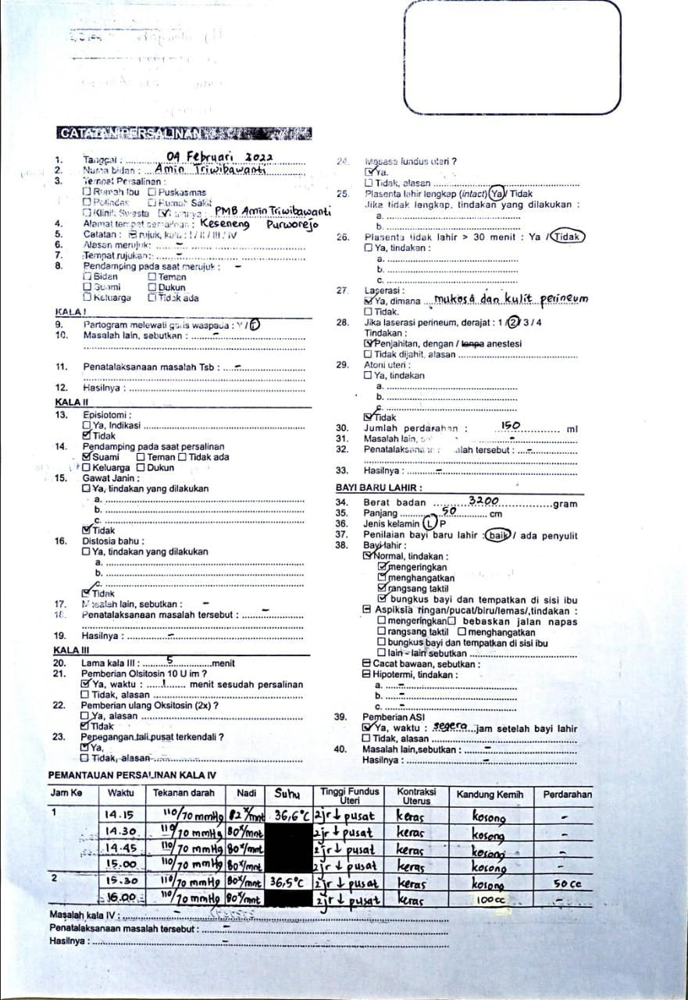 CATATAN PERSALINAN
1. Tanggal : 09 Februari 2022
2. Nama bidan : Amin Triwibawanti
3. Tempat Persalinan :
☐ Rumah Ibu ☐ Puskesmas
☐ Polindes ☐ Rumah Sakit
☐ Klinik Swasta ☑ Lainnya : PMB Amin Triwibawanti
4. Alamat tempat persalinan : Keseneng Purworejo
5. Catatan : ☐ rujuk, kala : I / II / III / IV
6. Alasan merujuk: -
7. Tempat rujukan: -
8. Pendamping pada saat merujuk : -
☐ Bidan ☐ Teman
☐ Suami ☐ Dukun
☐ Keluarga ☐ Tidak ada
KALA I
9. Partogram melewati garis waspada : Y / T
10. Masalah lain, sebutkan : -
11. Penatalaksanaan masalah Tsb : -
12. Hasilnya :
KALA II
13. Episiotomi :
☐ Ya, Indikasi
☑ Tidak
14. Pendamping pada saat persalinan
☑ Suami ☐ Teman ☐ Tidak ada
☐ Keluarga ☐ Dukun
15. Gawat Janin :
☐ Ya, tindakan yang dilakukan
a.
b.
c.
☑ Tidak
16. Distosia bahu :
☐ Ya, tindakan yang dilakukan
a.
b.
c.
☑ Tidak
17. Masalah lain, sebutkan : -
18. Penatalaksanaan masalah tersebut : -
19. Hasilnya : -
KALA III
20. Lama kala III : 5 menit
21. Pemberian Olsitosin 10 U im ?
☑ Ya, waktu : 1 menit sesudah persalinan
☐ Tidak, alasan
22. Pemberian ulang Oksitosin (2x) ?
☐ Ya, alasan
☑ Tidak
23. Pepegangan tali pusat terkendali ?
☑ Ya,
☐ Tidak, alasan
24. Masase fundus uteri ?
☑ Ya.
☐ Tidak, alasan
25. Plasenta lahir lengkap (intact) Ya / Tidak
Jika tidak lengkap, tindakan yang dilakukan :
a.
b.
26. Plasenta tidak lahir > 30 menit : Ya / Tidak
☐ Ya, tindakan :
a.
b.
c.
27. Laserasi :
☑ Ya, dimana mukosa dan kulit perineum
☐ Tidak.
28. Jika laserasi perineum, derajat : 1 / 2 / 3 / 4
Tindakan :
☑ Penjahitan, dengan / tanpa anestesi
☐ Tidak dijahit, alasan
29. Atoni uteri :
☐ Ya, tindakan
a.
b.
c.
☑ Tidak
30. Jumlah perdarahan : 150 ml
31. Masalah lain, -
32. tersebut : -
33. Hasilnya : -
BAYI BARU LAHIR :
34. Berat badan 3200 gram
35. Panjang 50 cm
36. Jenis kelamin L / P
37. Penilaian bayi baru lahir : baik / ada penyulit
38. Bayi lahir :
☑ Normal, tindakan :
☑ mengeringkan
☑ menghangatkan
☑ rangsang taktil
☑ bungkus bayi dan tempatkan di sisi ibu
☐ Aspiksia ringan/pucat/biru/lemas/,tindakan :
☐ mengeringkan ☐ bebaskan jalan napas
☐ rangsang taktil ☐ menghangatkan
☐ bungkus bayi dan tempatkan di sisi ibu
☐ lain - lain sebutkan
☐ Cacat bawaan, sebutkan :
☐ Hipotermi, tindakan :
a. -
b. -
c. -
39. Pemberian ASI
☑ Ya, waktu : segera jam setelah bayi lahir
☐ Tidak, alasan
40. Masalah lain,sebutkan : -
Hasilnya : -
PEMANTAUAN PERSALINAN KALA IV
Jam Ke Waktu Tekanan darah Nadi Suhu Tinggi Fundus Uteri Kontraksi Uterus Kandung Kemih Perdarahan
1 14.15 110/70 mmHg 82x/mnt 36,6°C 2jr ↓ pusat keras kosong -
14.30 110/70 mmHg 80x/mnt 2jr ↓ pusat keras kosong -
14.45 110/70 mmHg 80x/mnt 2jr ↓ pusat keras kosong -
15.00 110/70 mmHg 80x/mnt 2jr ↓ pusat keras kosong -
2 15.30 110/70 mmHg 80x/mnt 36,5°C 2jr ↓ pusat keras kosong 50 cc
16.00 110/70 mmHg 80x/mnt 2jr ↓ pusat keras 100 cc -
Masalah kala IV : -
Penatalaksanaan masalah tersebut : -
Hasilnya : -